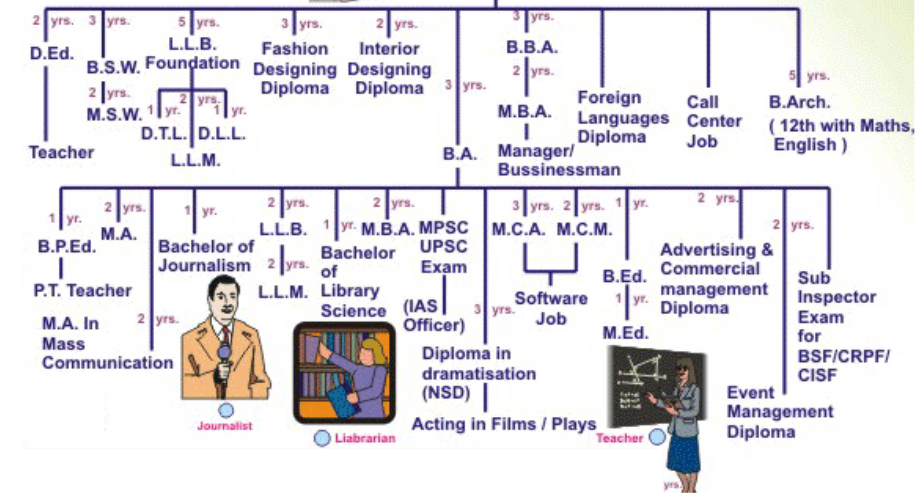 2 yrs.
D.Ed.
Teacher
3 yrs.
B.S.W.
2 yrs.
M.S.W.
5 yrs.
L.L.B.
Foundation
1 yr.
2 yrs.
1 yr.
D.T.L.
D.L.L.
L.L.M.
3 yrs.
Fashion
Designing
Diploma
2 yrs.
Interior
Designing
Diploma
3 yrs.
B.A.
3 yrs.
B.B.A.
2 yrs.
M.B.A.
Manager/
Bussinessman
Foreign
Languages
Diploma
Call
Center
Job
5 yrs.
B.Arch.
( 12th with Maths,
English )
1 yr.
B.P.Ed.
P.T. Teacher
2 yrs.
M.A.
2 yrs.
M.A. In
Mass
Communication
1 yr.
Bachelor of
Journalism
Journalist
2 yrs.
L.L.B.
2 yrs.
L.L.M.
1 yr.
Bachelor
of
Library
Science
Liabrarian
2 yrs.
M.B.A.
MPSC
UPSC
Exam
(IAS
Officer)
3 yrs.
Diploma in
dramatisation
(NSD)
Acting in Films / Plays
3 yrs.
M.C.A.
2 yrs.
M.C.M.
Software
Job
1 yr.
B.Ed.
1 yr.
M.Ed.
Teacher
yrs.
2 yrs.
Advertising &
Commercial
management
Diploma
2 yrs.
Event
Management
Diploma
Sub
Inspector
Exam
for
BSF/CRPF/
CISF